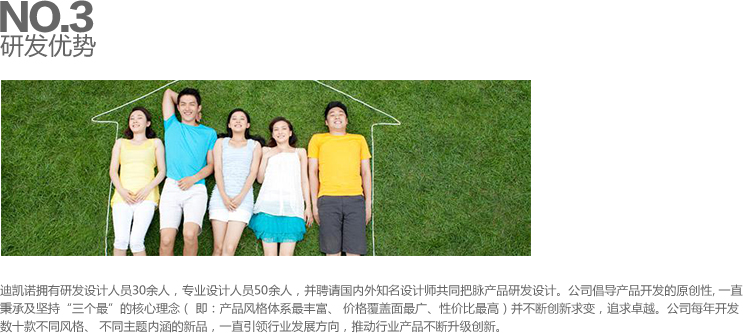 NO.3
研发优势
迪凯诺拥有研发设计人员30余人，专业设计人员50余人，并聘请国内外知名设计师共同把脉产品研发设计。公司倡导产品开发的原创性, 一直
秉承及坚持“三个最”的核心理念（ 即：产品风格体系最丰富、 价格覆盖面最广、性价比最高）并不断创新求变，追求卓越。公司每年开发
数十款不同风格、 不同主题内涵的新品，一直引领行业发展方向，推动行业产品不断升级创新。